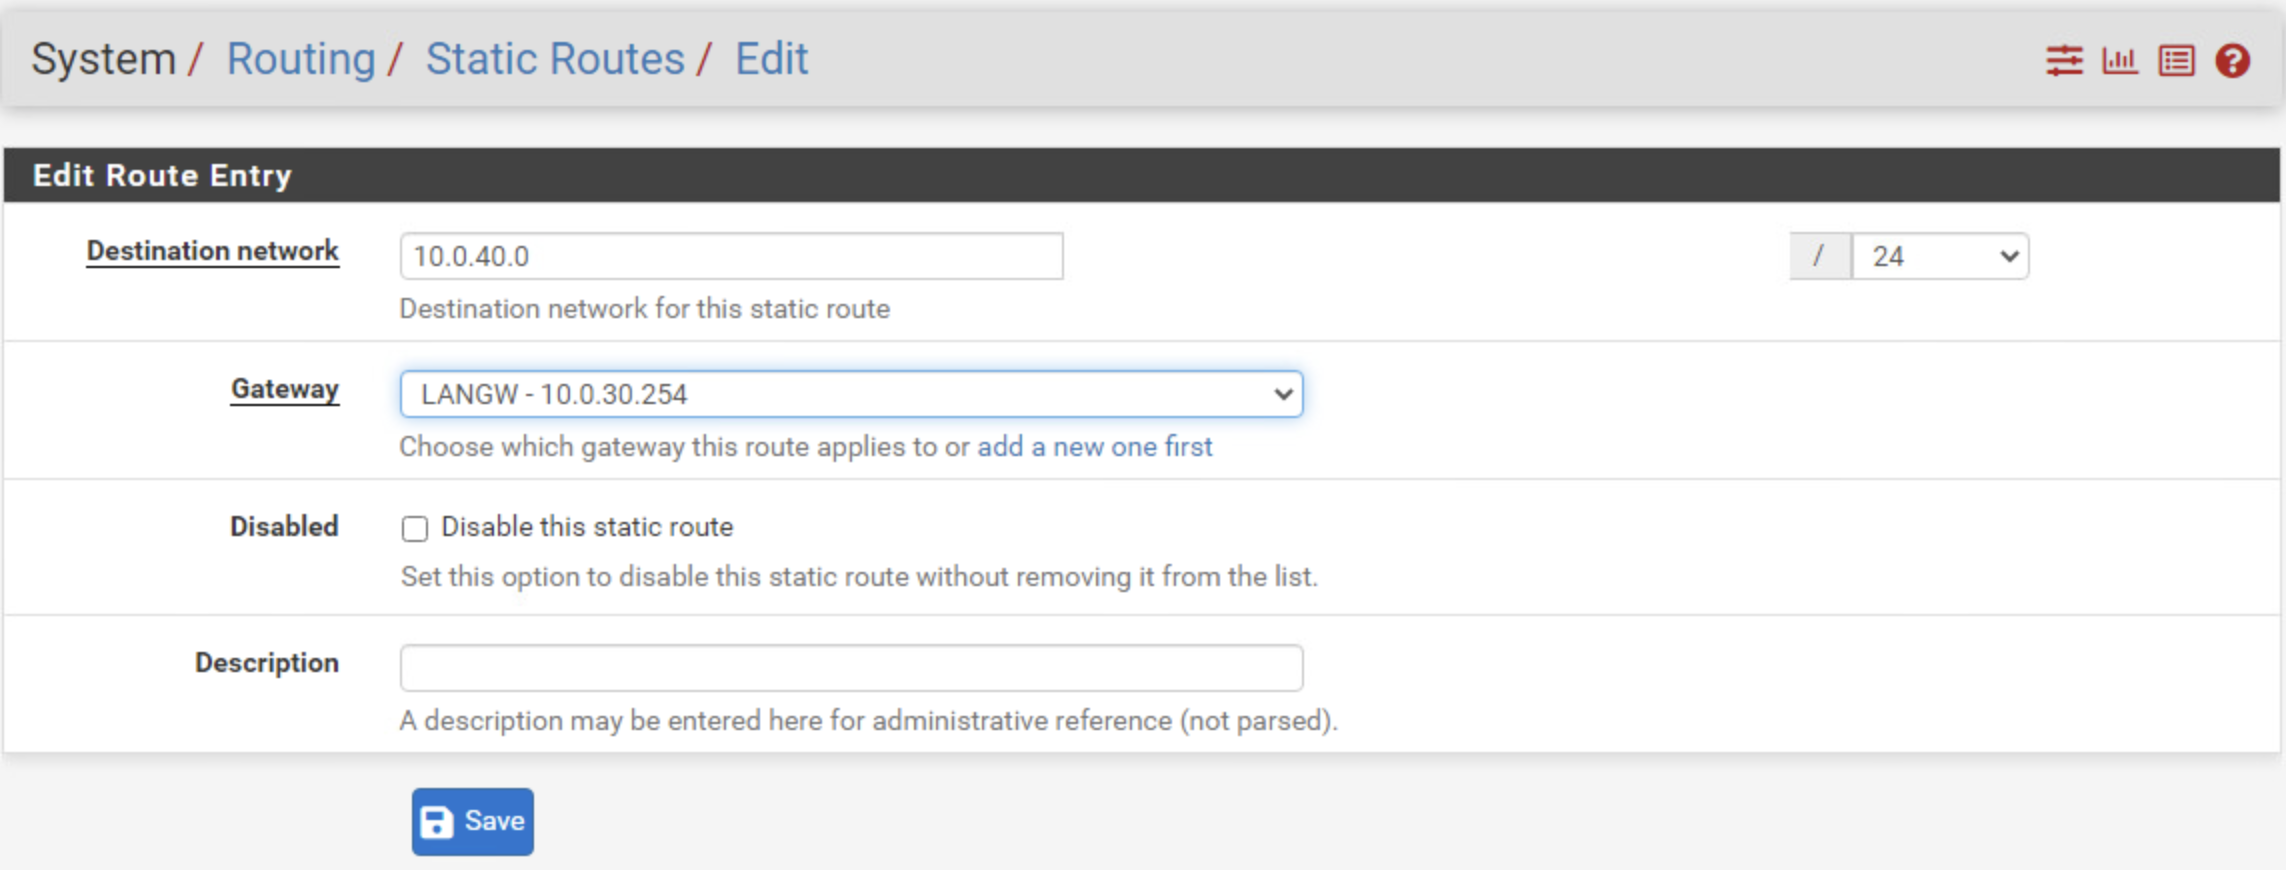 System / Routing / Static Routes / Edit
Edit Route Entry
Destination network 10.0.40.0 / 24
Destination network for this static route
Gateway LANGW - 10.0.30.254
Choose which gateway this route applies to or add a new one first
Disabled Disable this static route
Set this option to disable this static route without removing it from the list.
Description
A description may be entered here for administrative reference (not parsed).
Save